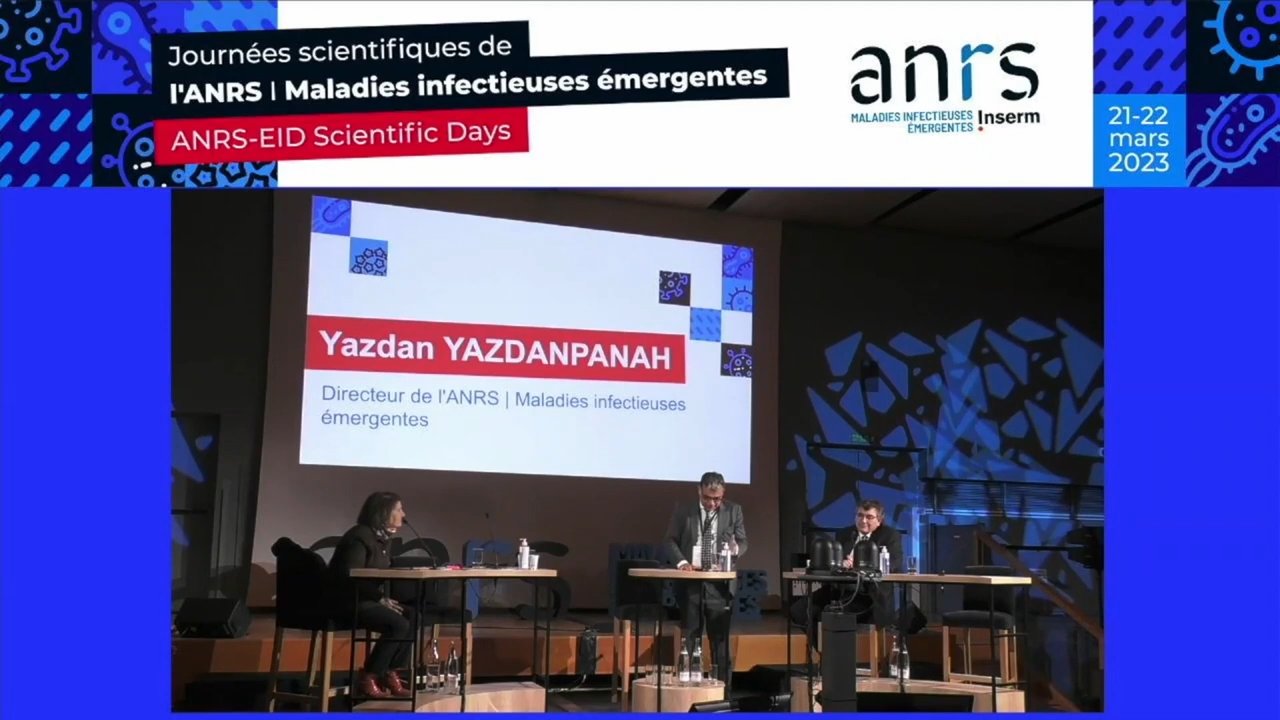 Journées scientifiques de
l'ANRS | Maladies infectieuses émergentes
ANRS-EID Scientific Days
anrs
MALADIES INFECTIEUSES
ÉMERGENTES Inserm
21-22
mars
2023
Yazdan YAZDANPANAH
Directeur de l'ANRS | Maladies infectieuses
émergentes